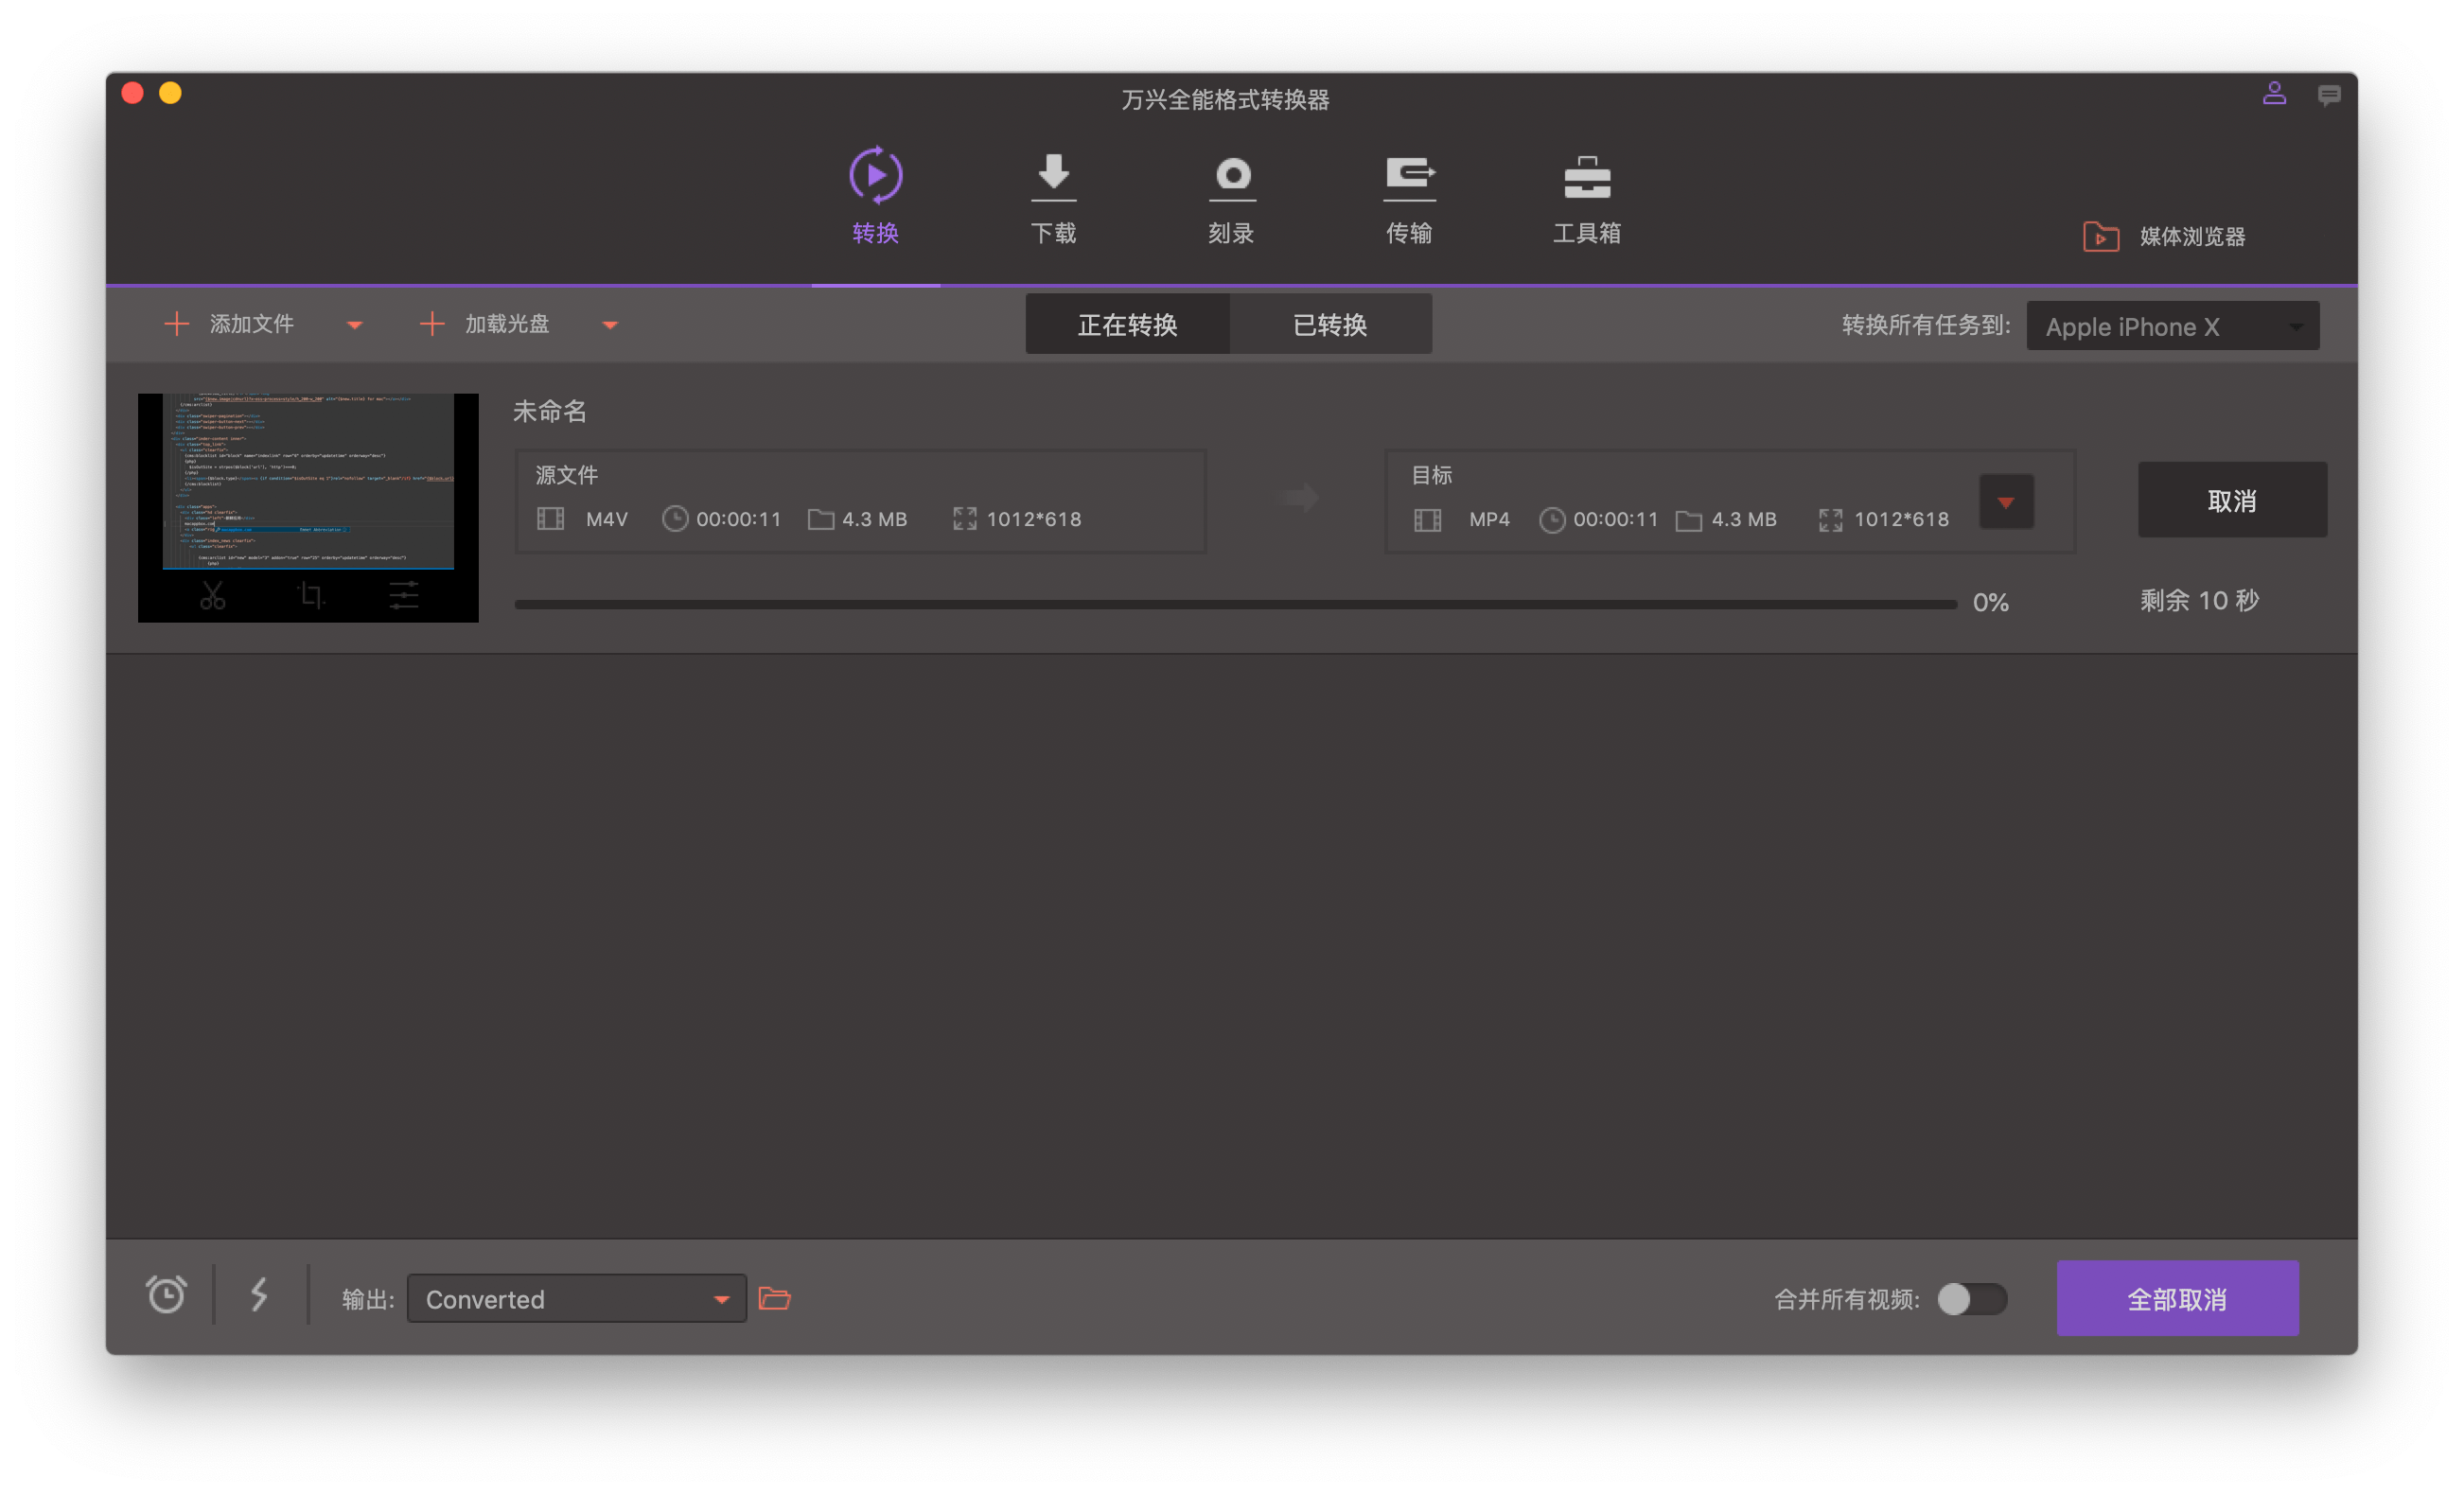 万兴全能格式转换器
转换
下载
刻录
传输
工具箱
媒体浏览器
添加文件
加载光盘
正在转换
已转换
转换所有任务到:
Apple iPhone X
未命名
源文件
M4V
00:00:11
4.3 MB
1012*618
目标
MP4
00:00:11
4.3 MB
1012*618
取消
0%
剩余 10 秒
输出:
Converted
合并所有视频:
全部取消